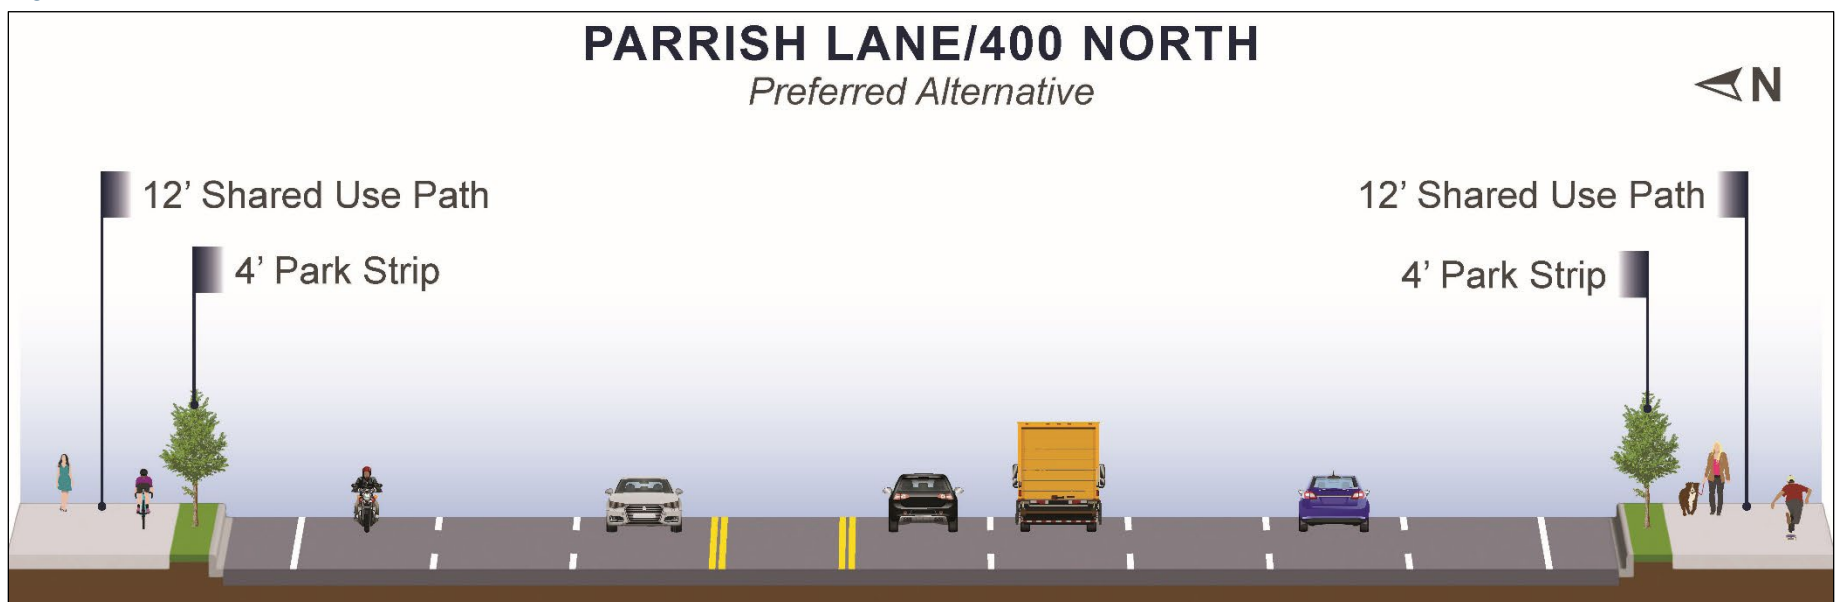 PARRISH LANE/400 NORTH
Preferred Alternative
N
12’ Shared Use Path
12’ Shared Use Path
4’ Park Strip
4’ Park Strip